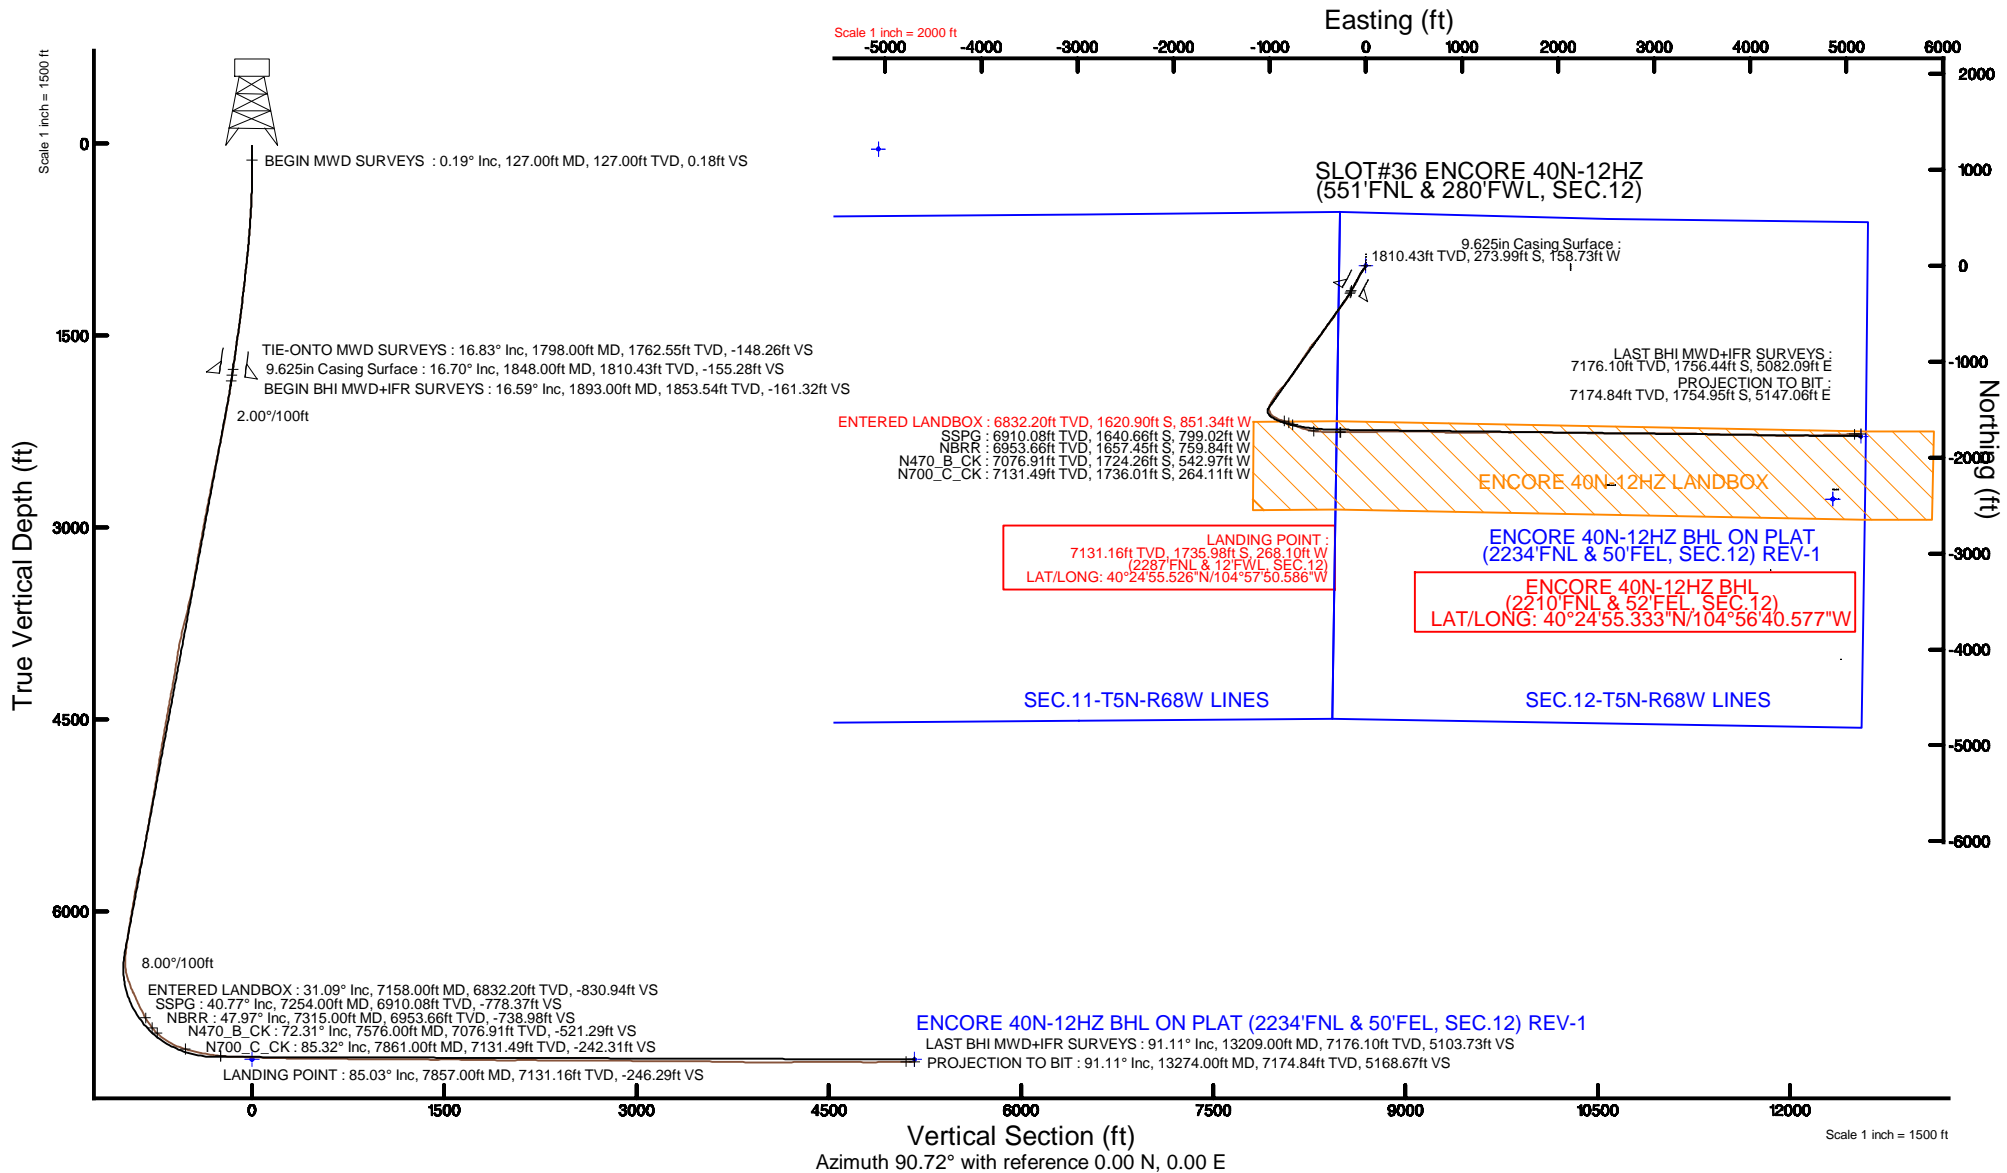 Easting (ft)
Scale 1 inch = 2000 ft
-5000 -4000 -3000 -2000 -1000 0 1000 2000 3000 4000 5000 6000
Scale 1 inch = 1500 ft
True Vertical Depth (ft)
0
1500
3000
4500
6000
BEGIN MWD SURVEYS : 0.19° Inc, 127.00ft MD, 127.00ft TVD, 0.18ft VS
TIE-ONTO MWD SURVEYS : 16.83° Inc, 1798.00ft MD, 1762.55ft TVD, -148.26ft VS
9.625in Casing Surface : 16.70° Inc, 1848.00ft MD, 1810.43ft TVD, -155.28ft VS
BEGIN BHI MWD+IFR SURVEYS : 16.59° Inc, 1893.00ft MD, 1853.54ft TVD, -161.32ft VS
2.00°/100ft
8.00°/100ft
ENTERED LANDBOX : 31.09° Inc, 7158.00ft MD, 6832.20ft TVD, -830.94ft VS
SSPG : 40.77° Inc, 7254.00ft MD, 6910.08ft TVD, -778.37ft VS
NBRR : 47.97° Inc, 7315.00ft MD, 6953.66ft TVD, -738.98ft VS
N470_B_CK : 72.31° Inc, 7576.00ft MD, 7076.91ft TVD, -521.29ft VS
N700_C_CK : 85.32° Inc, 7861.00ft MD, 7131.49ft TVD, -242.31ft VS
LANDING POINT : 85.03° Inc, 7857.00ft MD, 7131.16ft TVD, -246.29ft VS
ENCORE 40N-12HZ BHL ON PLAT (2234'FNL & 50'FEL, SEC.12) REV-1
LAST BHI MWD+IFR SURVEYS : 91.11° Inc, 13209.00ft MD, 7176.10ft TVD, 5103.73ft VS
PROJECTION TO BIT : 91.11° Inc, 13274.00ft MD, 7174.84ft TVD, 5168.67ft VS
0 1500 3000 4500 6000 7500 9000 10500 12000
Vertical Section (ft)
Azimuth 90.72° with reference 0.00 N, 0.00 E
Scale 1 inch = 1500 ft
SLOT#36 ENCORE 40N-12HZ
(551'FNL & 280'FWL, SEC.12)
9.625in Casing Surface :
1810.43ft TVD, 273.99ft S, 158.73ft W
LAST BHI MWD+IFR SURVEYS :
7176.10ft TVD, 1756.44ft S, 5082.09ft E
PROJECTION TO BIT :
7174.84ft TVD, 1754.95ft S, 5147.06ft E
ENTERED LANDBOX : 6832.20ft TVD, 1620.90ft S, 851.34ft W
SSPG : 6910.08ft TVD, 1640.66ft S, 799.02ft W
NBRR : 6953.66ft TVD, 1657.45ft S, 759.84ft W
N470_B_CK : 7076.91ft TVD, 1724.26ft S, 542.97ft W
N700_C_CK : 7131.49ft TVD, 1736.01ft S, 264.11ft W
ENCORE 40N-12HZ LANDBOX
LANDING POINT :
7131.16ft TVD, 1735.98ft S, 268.10ft W
(2287'FNL & 12'FWL, SEC.12)
LAT/LONG: 40°24'55.526"N/104°57'50.586"W
ENCORE 40N-12HZ BHL ON PLAT
(2234'FNL & 50'FEL, SEC.12) REV-1
ENCORE 40N-12HZ BHL
(2210'FNL & 52'FEL, SEC.12)
LAT/LONG: 40°24'55.333"N/104°56'40.577"W
SEC.11-T5N-R68W LINES
SEC.12-T5N-R68W LINES
2000
1000
0
-1000
-2000
-3000
-4000
-5000
-6000
Northing (ft)